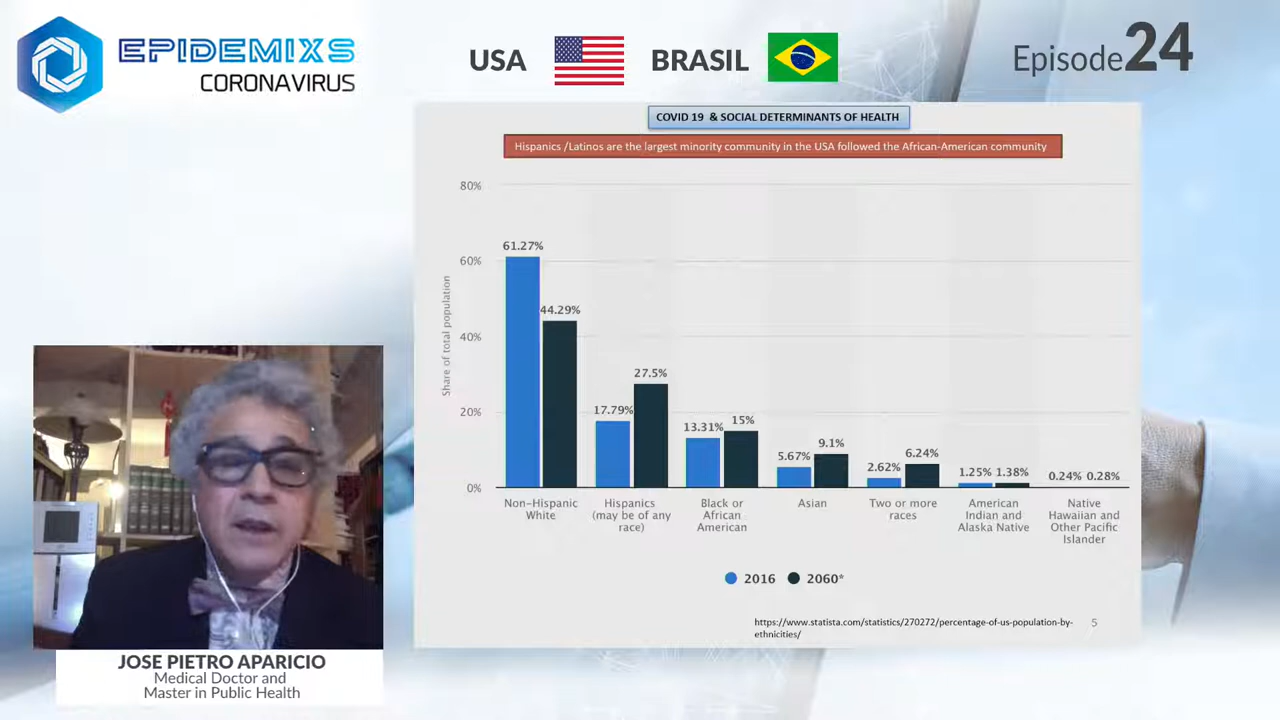 EPIDEMIXS
CORONAVIRUS
USA
BRASIL
Episode24
COVID 19 & SOCIAL DETERMINANTS OF HEALTH
Hispanics /Latinos are the largest minority community in the USA followed the African-American community
Share of total population
80%
60%
40%
20%
0%
61.27%
44.29%
17.79%
27.5%
13.31%
15%
5.67%
9.1%
2.62%
6.24%
1.25%
1.38%
0.24%
0.28%
Non-Hispanic
White
Hispanics
(may be of any
race)
Black or
African
American
Asian
Two or more
races
American
Indian and
Alaska Native
Native
Hawaiian and
Other Pacific
Islander
2016
2060*
https://www.statista.com/statistics/270272/percentage-of-us-population-by-
ethnicities/
5
JOSE PIETRO APARICIO
Medical Doctor and
Master in Public Health